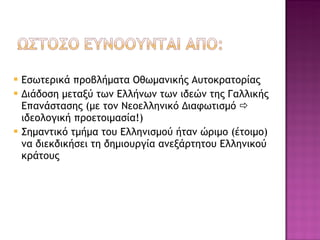 ΩΣΤΟΣΟ ΕΥΝΟΟΥΝΤΑΙ ΑΠΟ:
Εσωτερικά προβλήματα Οθωμανικής Αυτοκρατορίας
Διάδοση μεταξύ των Ελλήνων των ιδεών της Γαλλικής
Επανάστασης (με τον Νεοελληνικό Διαφωτισμό ⇨
ιδεολογική προετοιμασία!)
Σημαντικό τμήμα του Ελληνισμού ήταν ώριμο (έτοιμο)
να διεκδικήσει τη δημιουργία ανεξάρτητου Ελληνικού
κράτους